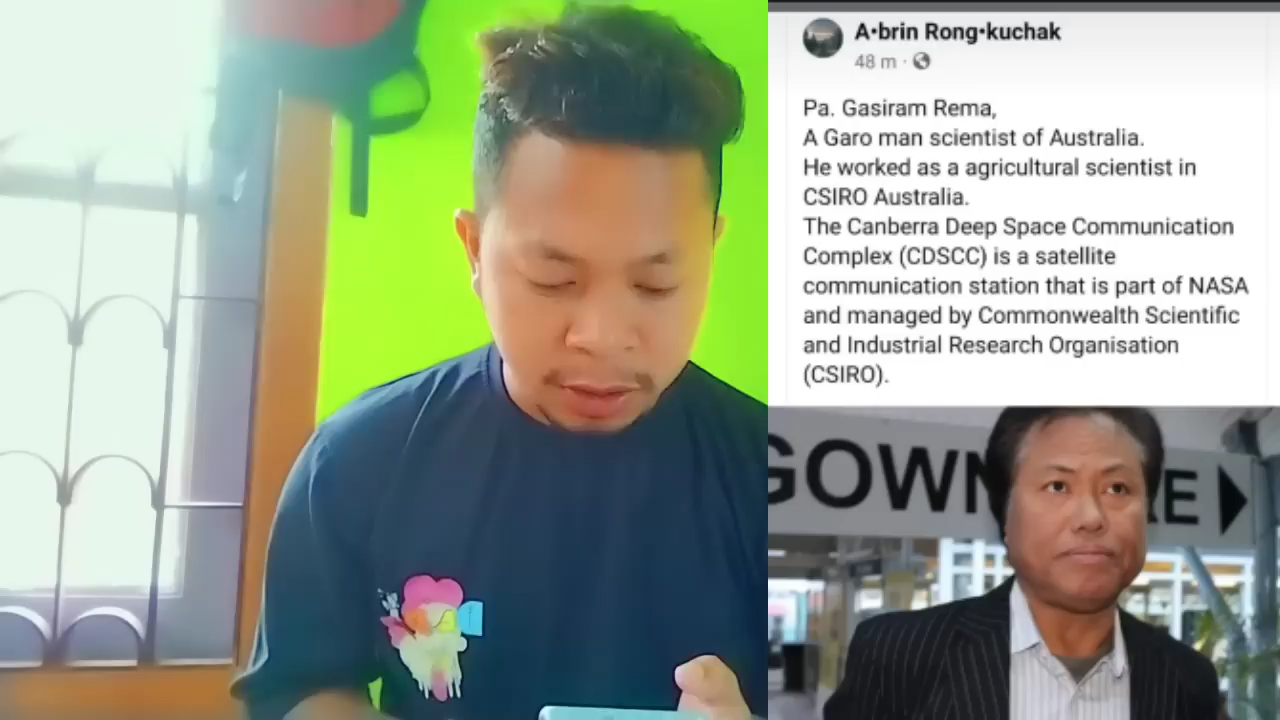 A•brin Rong•kuchak
48 m ·
Pa. Gasiram Rema,
A Garo man scientist of Australia.
He worked as a agricultural scientist in
CSIRO Australia.
The Canberra Deep Space Communication
Complex (CDSCC) is a satellite
communication station that is part of NASA
and managed by Commonwealth Scientific
and Industrial Research Organisation
(CSIRO).
GOWN
RE